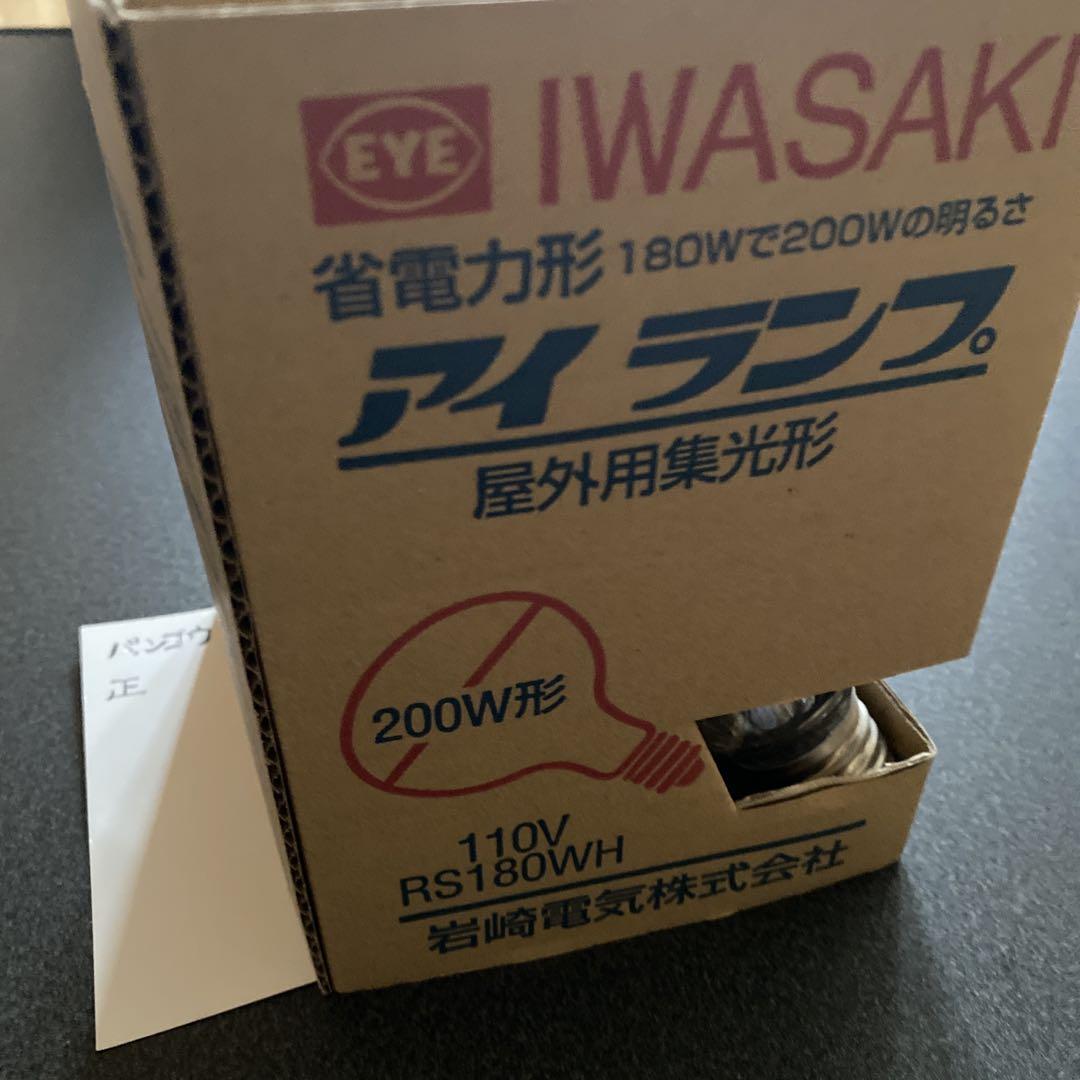 EYE IWASAKI
省電力形 180Wで200Wの明るさ
アイ ランプ。
屋外用集光形
200W形
110V
RS180WH
岩崎電気株式会社
バンゴウ
正